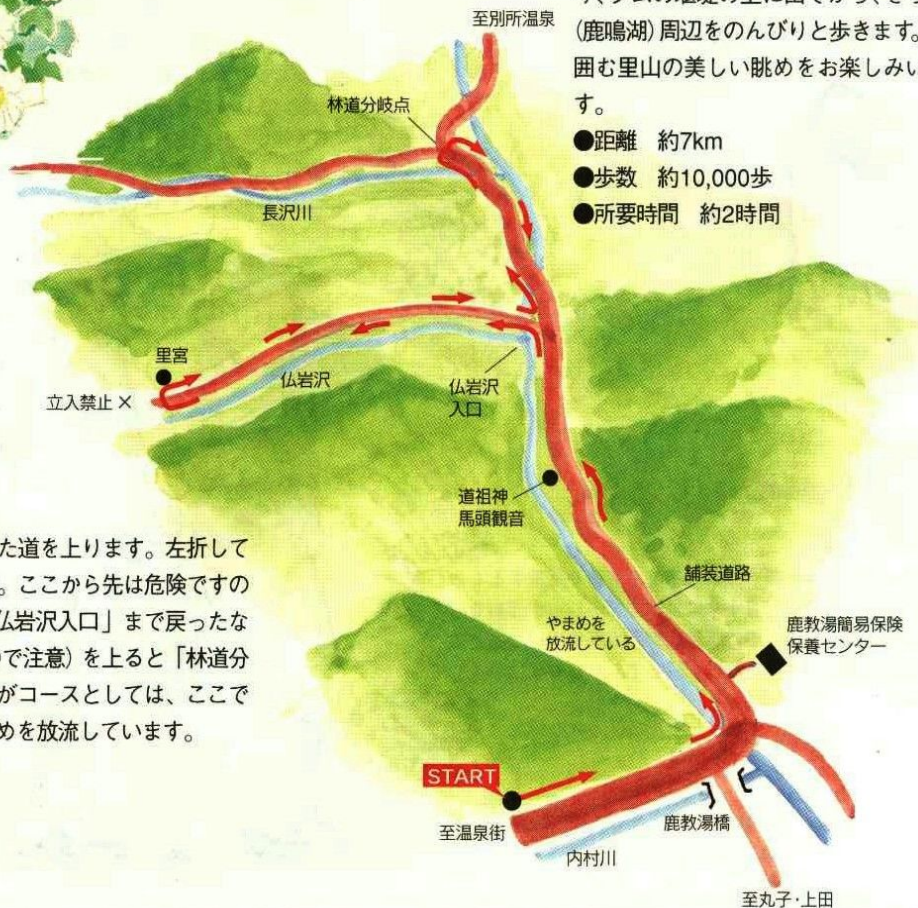 (鹿鳴湖)周辺をのんびりと歩きます。
囲む里山の美しい眺めをお楽しみい
す。
●距離　約7km
●歩数　約10,000歩
●所要時間　約2時間
至別所温泉
林道分岐点
長沢川
里宮
立入禁止×
仏岩沢
仏岩沢
入口
道祖神
馬頭観音
舗装道路
やまめを
放流している
鹿教湯簡易保険
保養センター
START
至温泉街
鹿教湯橋
内村川
至丸子・上田
た道を上ります。左折して
。ここから先は危険ですの
仏岩沢入口」まで戻ったな
で注意)を上ると「林道分
がコースとしては、ここで
めを放流しています。